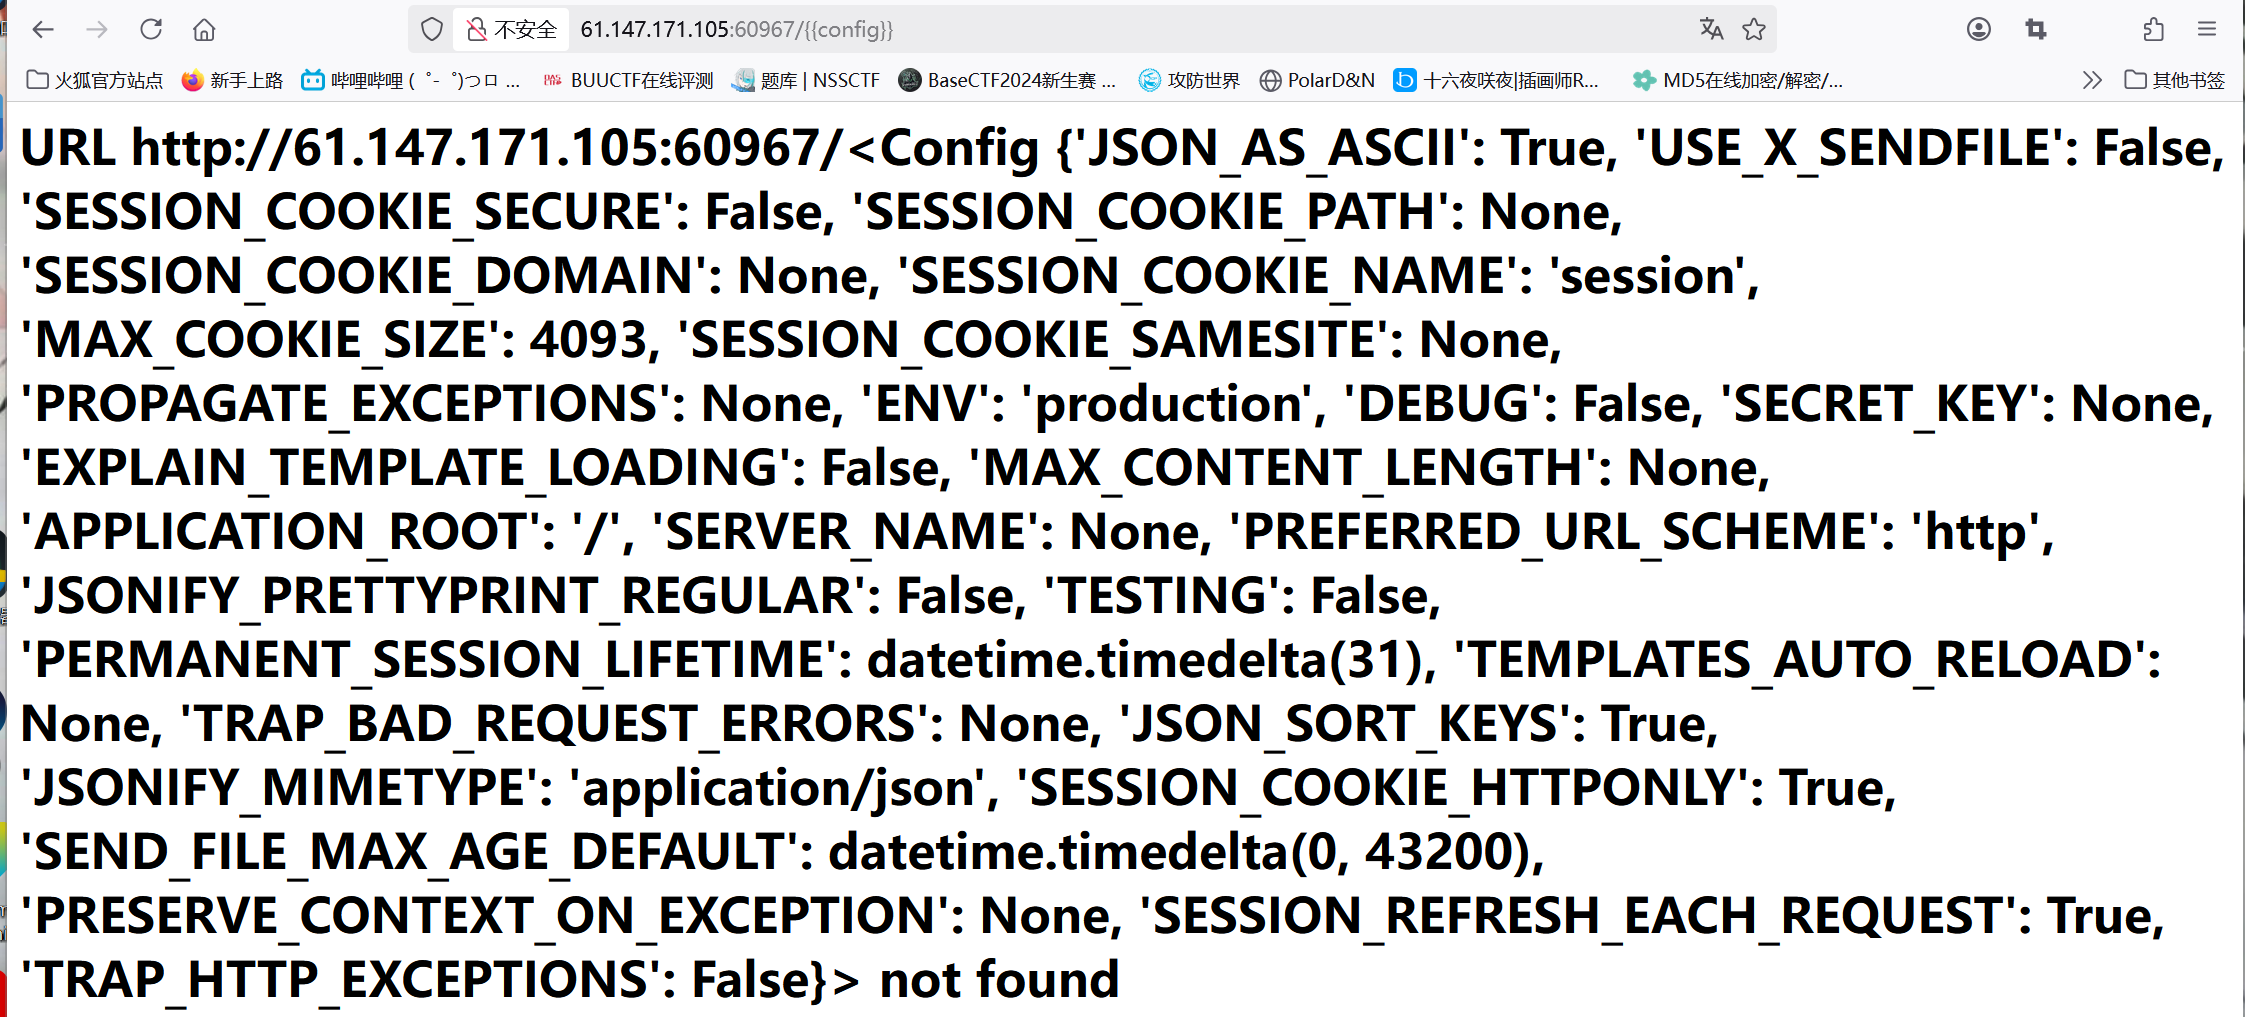 不安全 61.147.171.105:60967/{{config}}
火狐官方站点 新手上路 哔哩哔哩 ( ゜- ゜)つロ ... BUUCTF在线评测 题库 | NSSCTF BaseCTF2024新生赛 ... 攻防世界 PolarD&N 十六夜咲夜|插画师R... MD5在线加密/解密/... 其他书签
URL http://61.147.171.105:60967/<Config {'JSON_AS_ASCII': True, 'USE_X_SENDFILE': False,
'SESSION_COOKIE_SECURE': False, 'SESSION_COOKIE_PATH': None,
'SESSION_COOKIE_DOMAIN': None, 'SESSION_COOKIE_NAME': 'session',
'MAX_COOKIE_SIZE': 4093, 'SESSION_COOKIE_SAMESITE': None,
'PROPAGATE_EXCEPTIONS': None, 'ENV': 'production', 'DEBUG': False, 'SECRET_KEY': None,
'EXPLAIN_TEMPLATE_LOADING': False, 'MAX_CONTENT_LENGTH': None,
'APPLICATION_ROOT': '/', 'SERVER_NAME': None, 'PREFERRED_URL_SCHEME': 'http',
'JSONIFY_PRETTYPRINT_REGULAR': False, 'TESTING': False,
'PERMANENT_SESSION_LIFETIME': datetime.timedelta(31), 'TEMPLATES_AUTO_RELOAD':
None, 'TRAP_BAD_REQUEST_ERRORS': None, 'JSON_SORT_KEYS': True,
'JSONIFY_MIMETYPE': 'application/json', 'SESSION_COOKIE_HTTPONLY': True,
'SEND_FILE_MAX_AGE_DEFAULT': datetime.timedelta(0, 43200),
'PRESERVE_CONTEXT_ON_EXCEPTION': None, 'SESSION_REFRESH_EACH_REQUEST': True,
'TRAP_HTTP_EXCEPTIONS': False}> not found